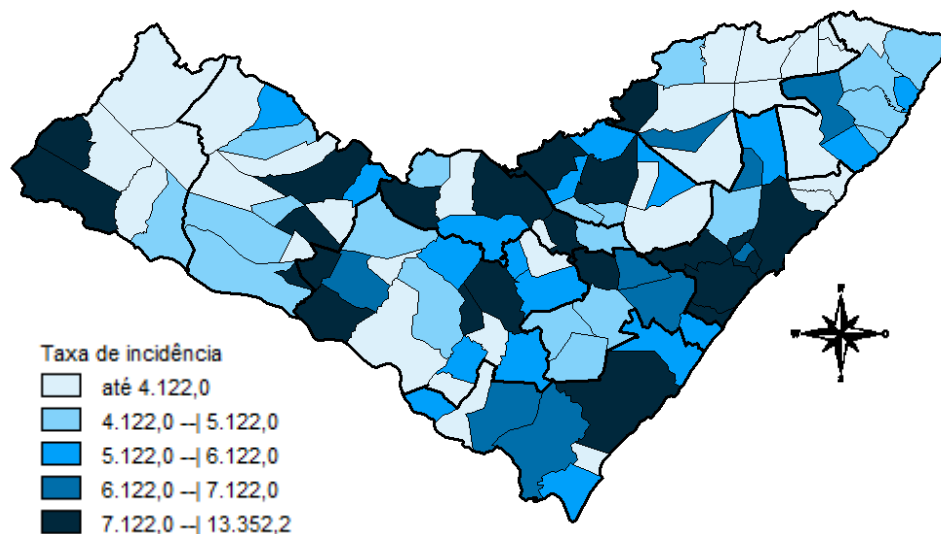 Taxa de incidência
até 4.122,0
4.122,0 --| 5.122,0
5.122,0 --| 6.122,0
6.122,0 --| 7.122,0
7.122,0 --| 13.352,2